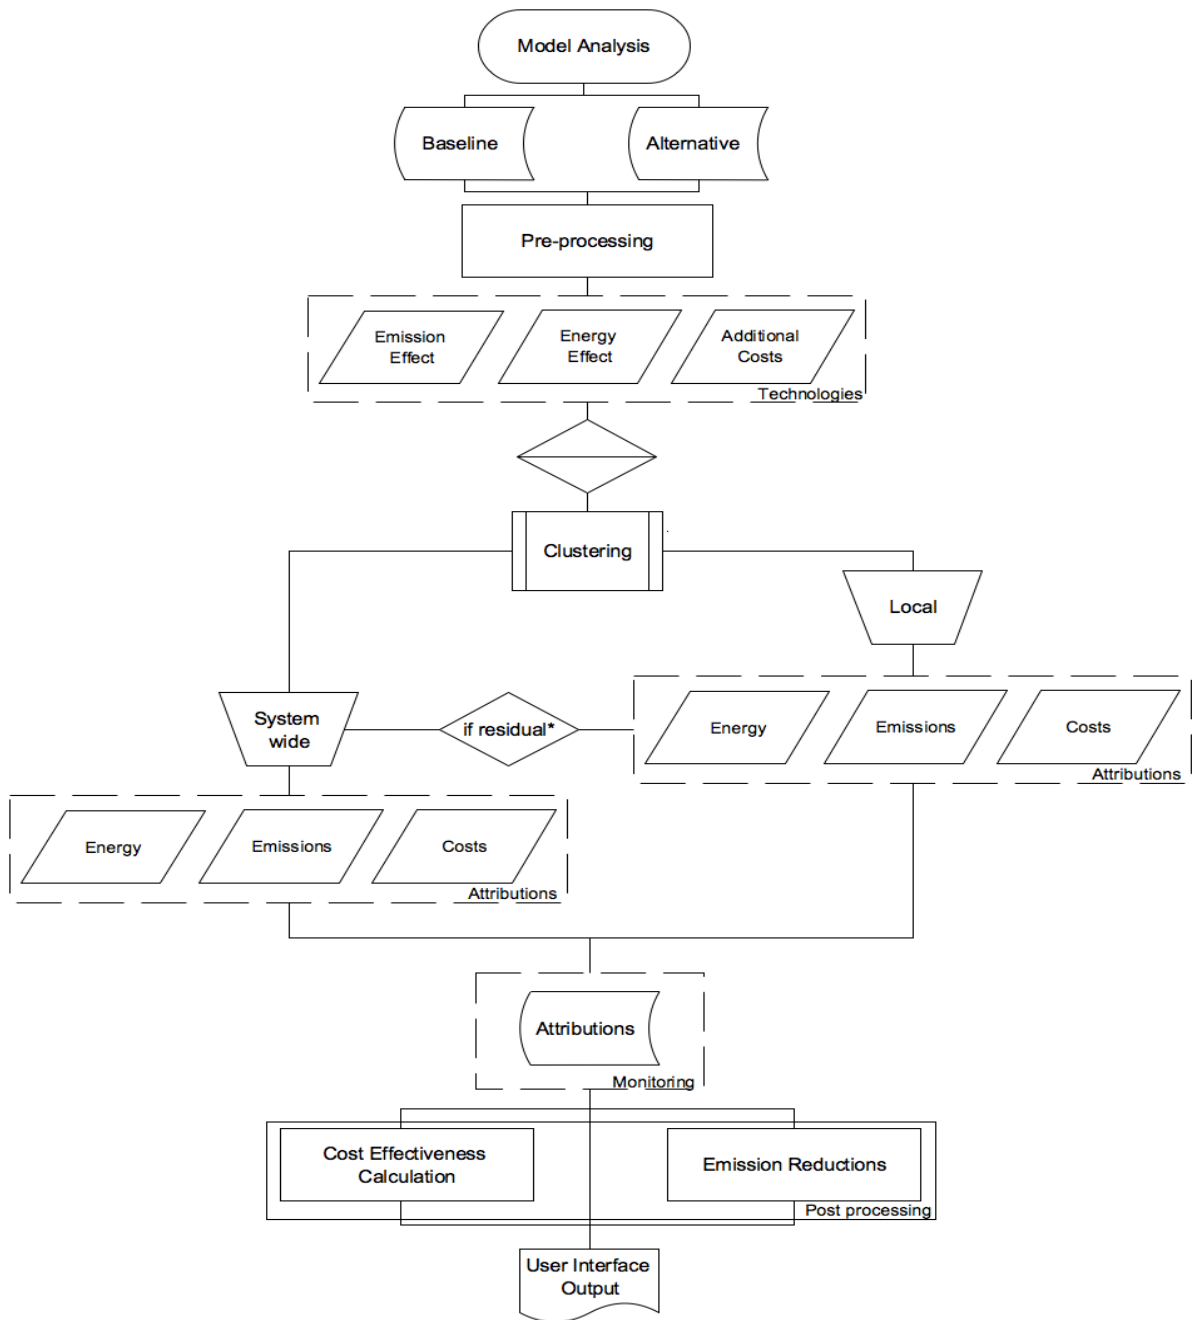 Model Analysis
Baseline
Alternative
Pre-processing
Emission
Effect
Energy
Effect
Additional
Costs
Technologies
Clustering
Local
System
wide
if residual*
Energy
Emissions
Costs
Attributions
Energy
Emissions
Costs
Attributions
Attributions
Monitoring
Cost Effectiveness
Calculation
Emission Reductions
Post processing
User Interface
Output